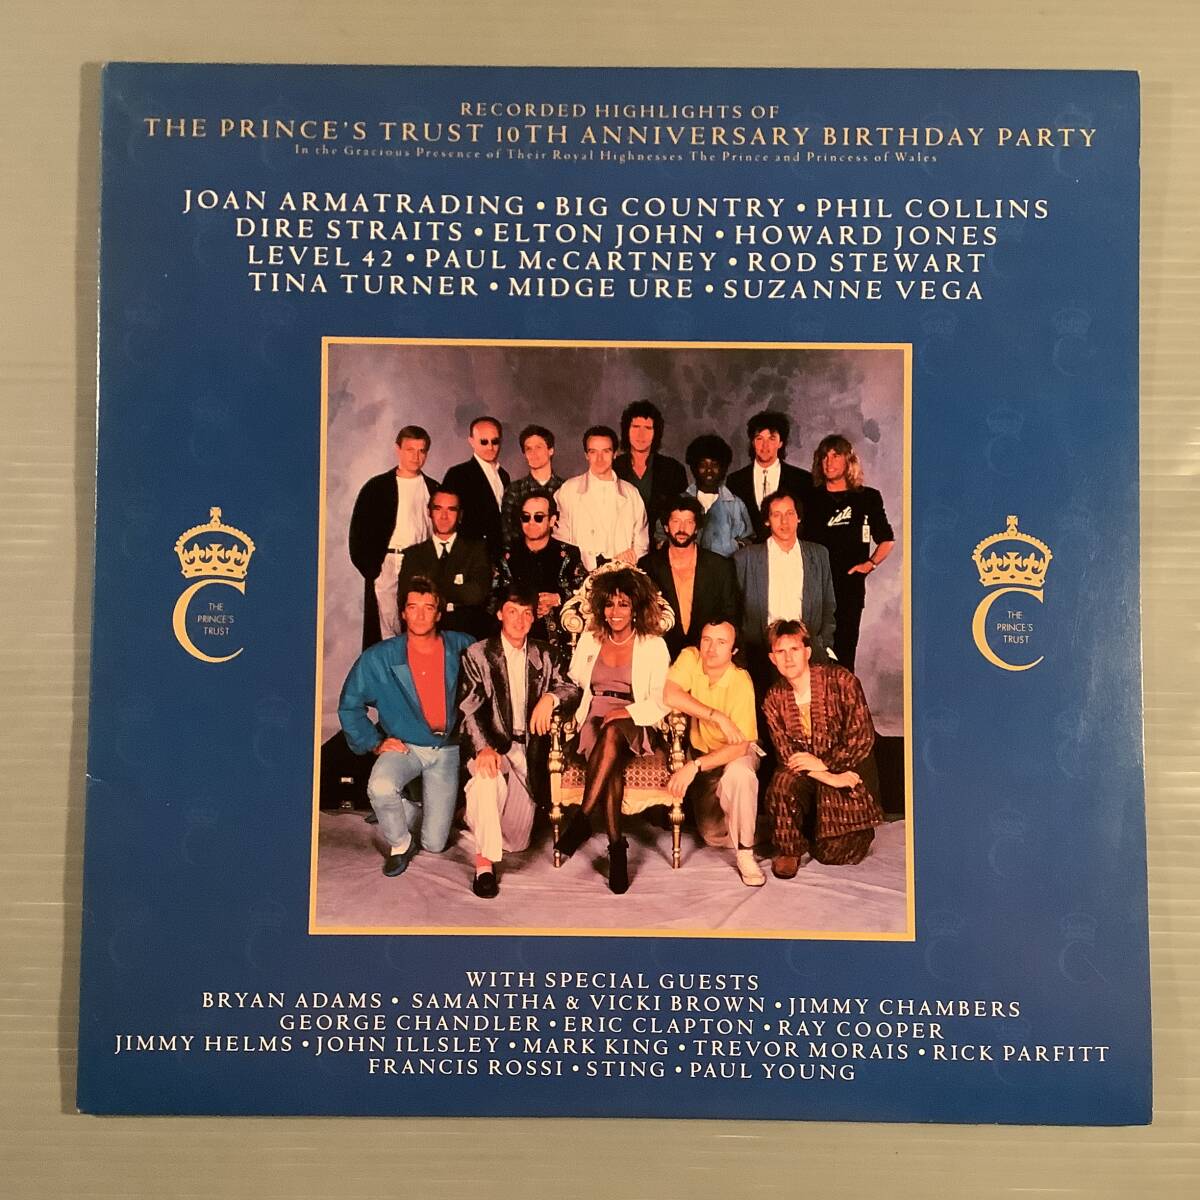 RECORDED HIGHLIGHTS OF
THE PRINCE'S TRUST 10TH ANNIVERSARY BIRTHDAY PARTY
In the Gracious Presence of Their Royal Highnesses The Prince and Princess of Wales
JOAN ARMATRADING • BIG COUNTRY • PHIL COLLINS
DIRE STRAITS • ELTON JOHN • HOWARD JONES
LEVEL 42 • PAUL McCARTNEY • ROD STEWART
TINA TURNER • MIDGE URE • SUZANNE VEGA
THE
PRINCE'S
TRUST
THE
PRINCE'S
TRUST
WITH SPECIAL GUESTS
BRYAN ADAMS • SAMANTHA & VICKI BROWN • JIMMY CHAMBERS
GEORGE CHANDLER • ERIC CLAPTON • RAY COOPER
JIMMY HELMS • JOHN ILLSLEY • MARK KING • TREVOR MORAIS • RICK PARFITT
FRANCIS ROSSI • STING • PAUL YOUNG